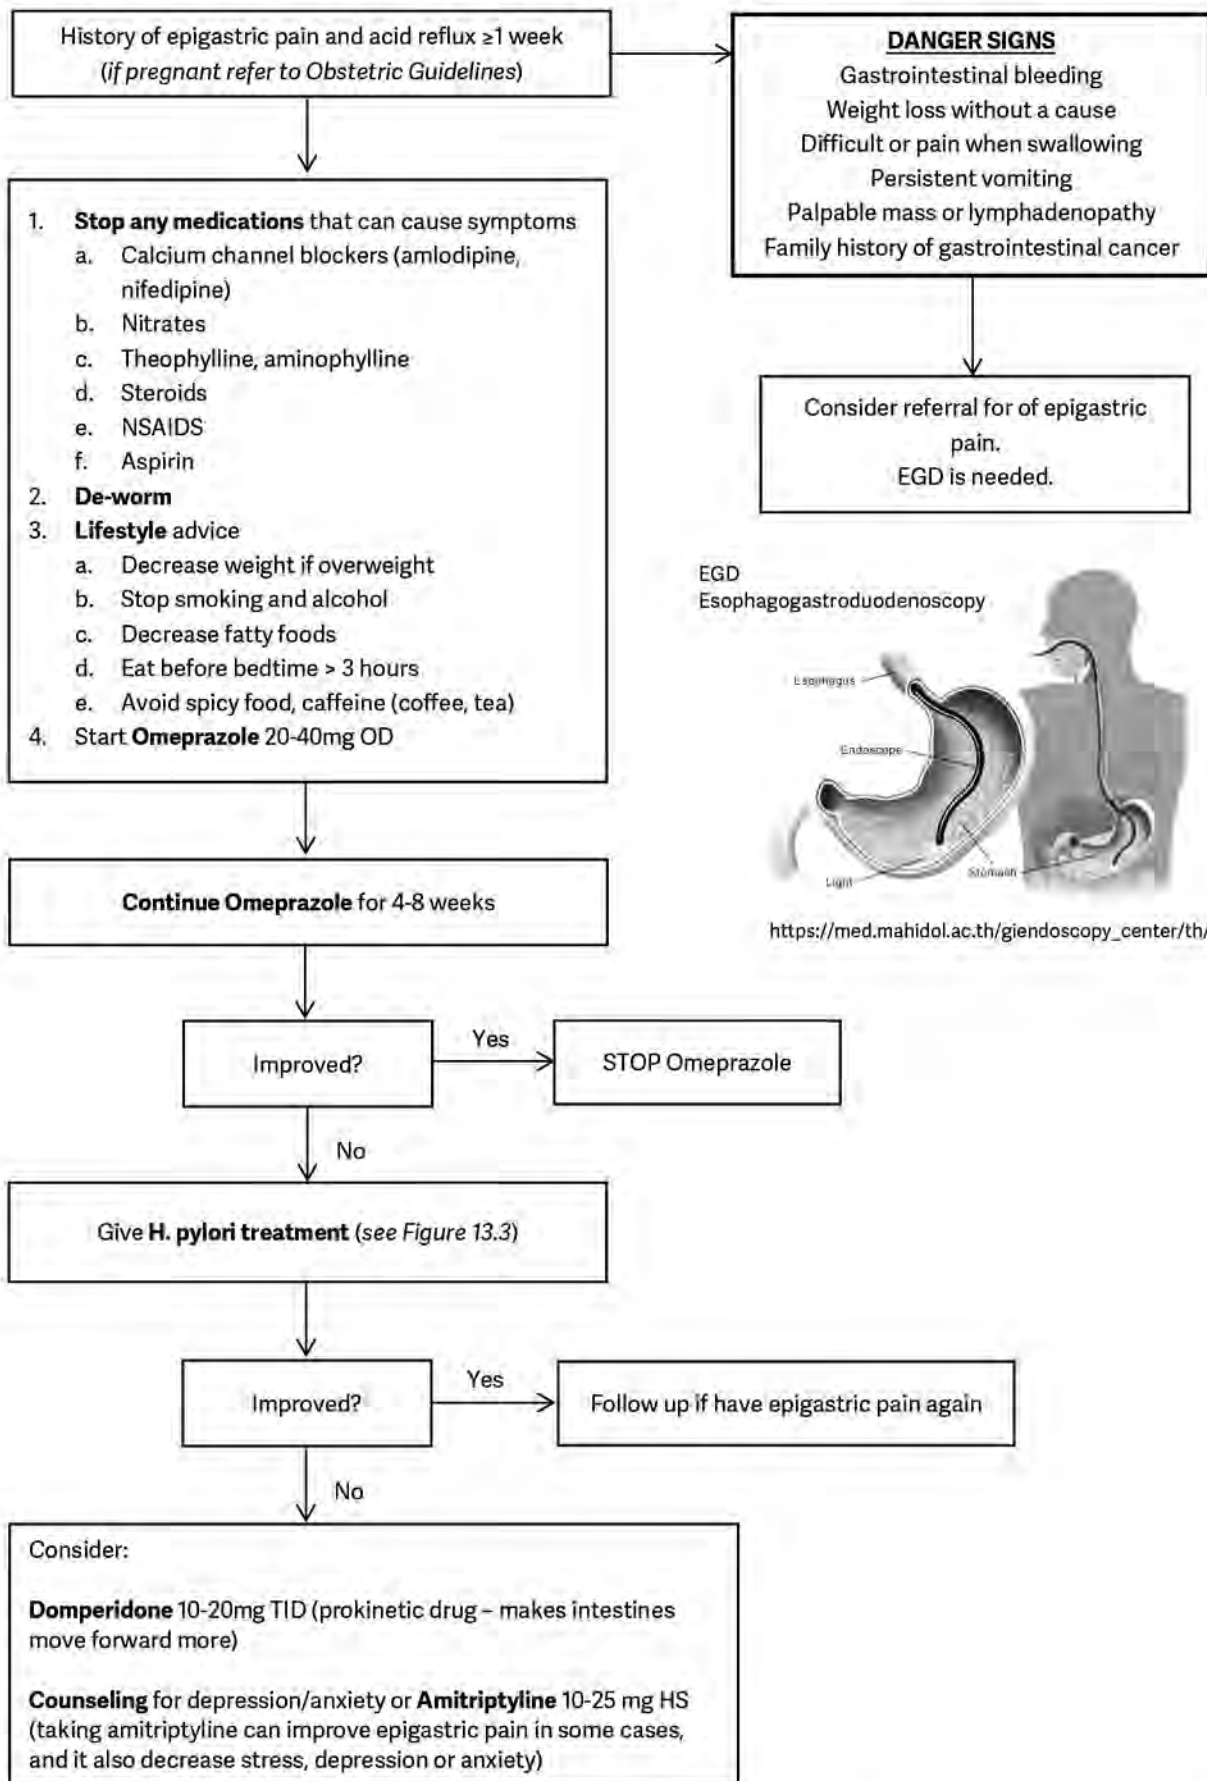 History of epigastric pain and acid reflux ≥1 week
(if pregnant refer to Obstetric Guidelines)
DANGER SIGNS
Gastrointestinal bleeding
Weight loss without a cause
Difficult or pain when swallowing
Persistent vomiting
Palpable mass or lymphadenopathy
Family history of gastrointestinal cancer
1. Stop any medications that can cause symptoms
a. Calcium channel blockers (amlodipine,
nifedipine)
b. Nitrates
c. Theophylline, aminophylline
d. Steroids
e. NSAIDS
f. Aspirin
2. De-worm
3. Lifestyle advice
a. Decrease weight if overweight
b. Stop smoking and alcohol
c. Decrease fatty foods
d. Eat before bedtime > 3 hours
e. Avoid spicy food, caffeine (coffee, tea)
4. Start Omeprazole 20-40mg OD
Consider referral for of epigastric
pain.
EGD is needed.
EGD
Esophagogastroduodenoscopy
Esophagus
Endoscope
Light
Stomach
https://med.mahidol.ac.th/giendoscopy_center/th/
Continue Omeprazole for 4-8 weeks
Improved?
Yes
STOP Omeprazole
No
Give H. pylori treatment (see Figure 13.3)
Improved?
Yes
Follow up if have epigastric pain again
No
Consider:
Domperidone 10-20mg TID (prokinetic drug – makes intestines
move forward more)
Counseling for depression/anxiety or Amitriptyline 10-25 mg HS
(taking amitriptyline can improve epigastric pain in some cases,
and it also decrease stress, depression or anxiety)